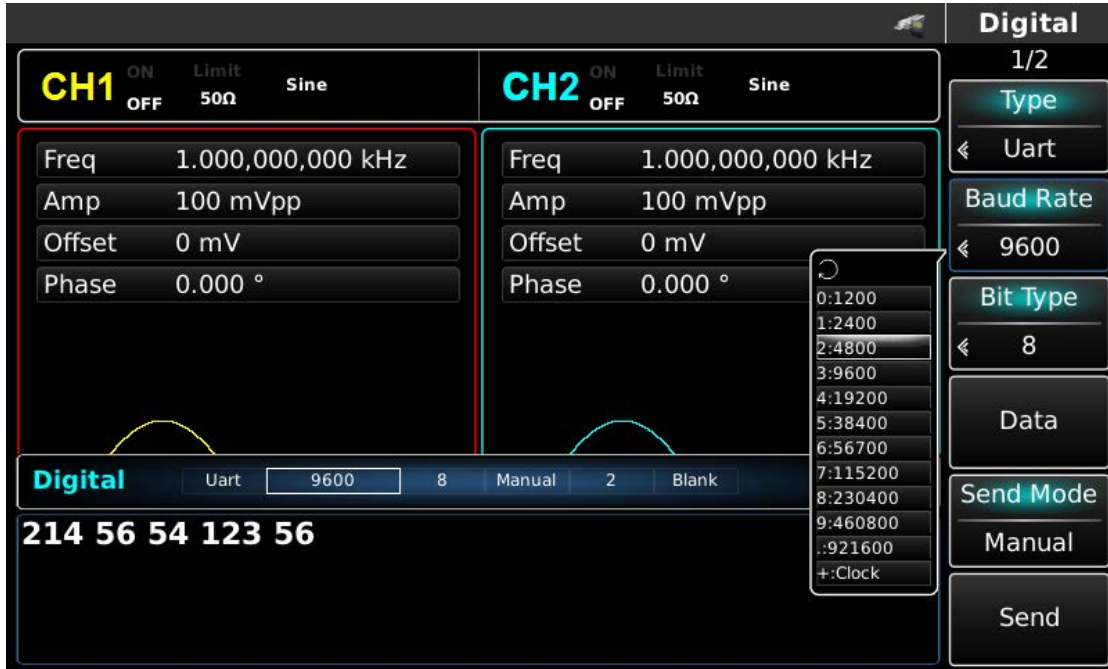 Digital
1/2
CH1 ON OFF Limit 50Ω Sine
CH2 ON OFF Limit 50Ω Sine
Freq 1.000,000,000 kHz
Amp 100 mVpp
Offset 0 mV
Phase 0.000 °
Freq 1.000,000,000 kHz
Amp 100 mVpp
Offset 0 mV
Phase 0.000 °
0:1200
1:2400
2:4800
3:9600
4:19200
5:38400
6:56700
7:115200
8:230400
9:460800
.:921600
+:Clock
Digital Uart 9600 8 Manual 2 Blank
214 56 54 123 56
Type
Uart
Baud Rate
9600
Bit Type
8
Data
Send Mode
Manual
Send